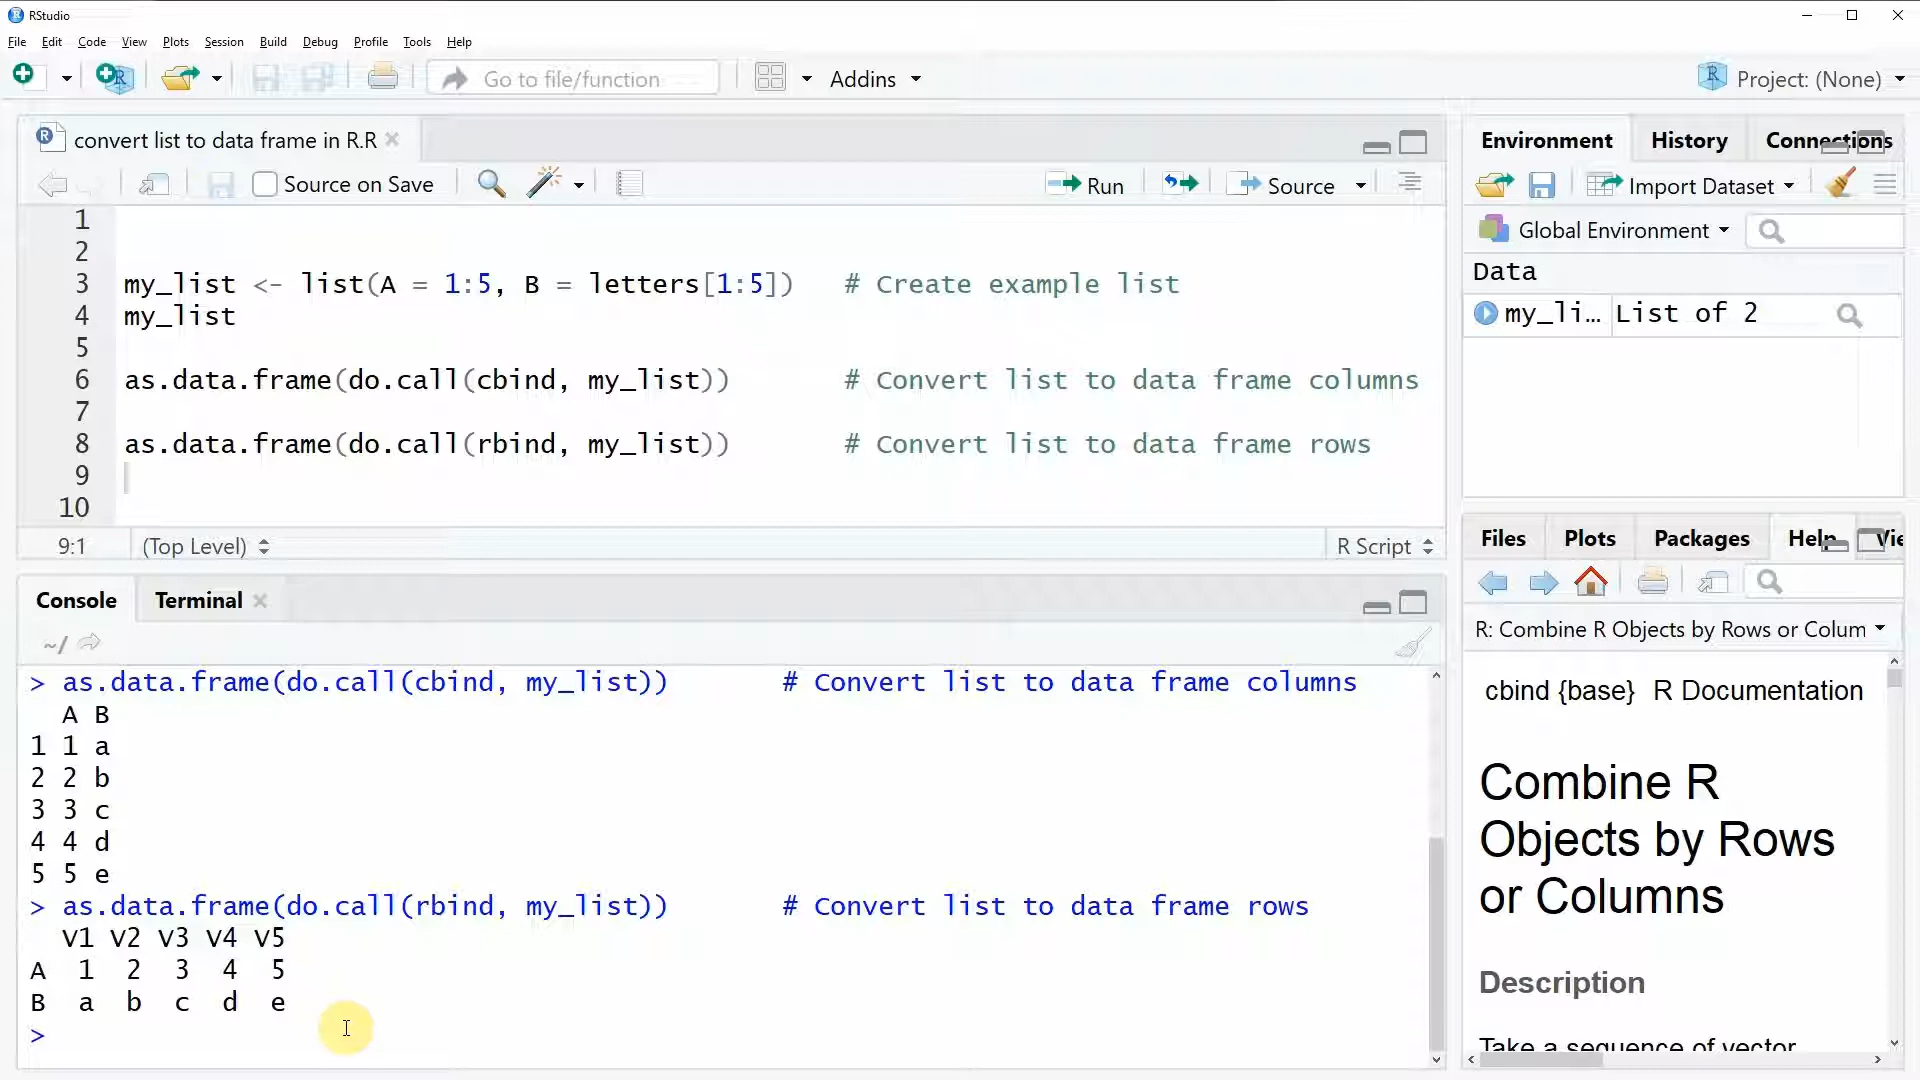 RStudio
File Edit Code View Plots Session Build Debug Profile Tools Help
Go to file/function Addins Project: (None)
convert list to data frame in R.R
Source on Save Run Source
1
2
3 my_list <- list(A = 1:5, B = letters[1:5]) # Create example list
4 my_list
5
6 as.data.frame(do.call(cbind, my_list)) # Convert list to data frame columns
7
8 as.data.frame(do.call(rbind, my_list)) # Convert list to data frame rows
9
10
9:1 (Top Level) R Script
Console Terminal
~/
> as.data.frame(do.call(cbind, my_list)) # Convert list to data frame columns
A B
1 1 a
2 2 b
3 3 c
4 4 d
5 5 e
> as.data.frame(do.call(rbind, my_list)) # Convert list to data frame rows
V1 V2 V3 V4 V5
A 1 2 3 4 5
B a b c d e
>
Environment History Connections
Import Dataset
Global Environment
Data
my_li… List of 2
Files Plots Packages Help Vie
R: Combine R Objects by Rows or Colum
cbind {base} R Documentation
Combine R
Objects by Rows
or Columns
Description
Take a sequence of vector